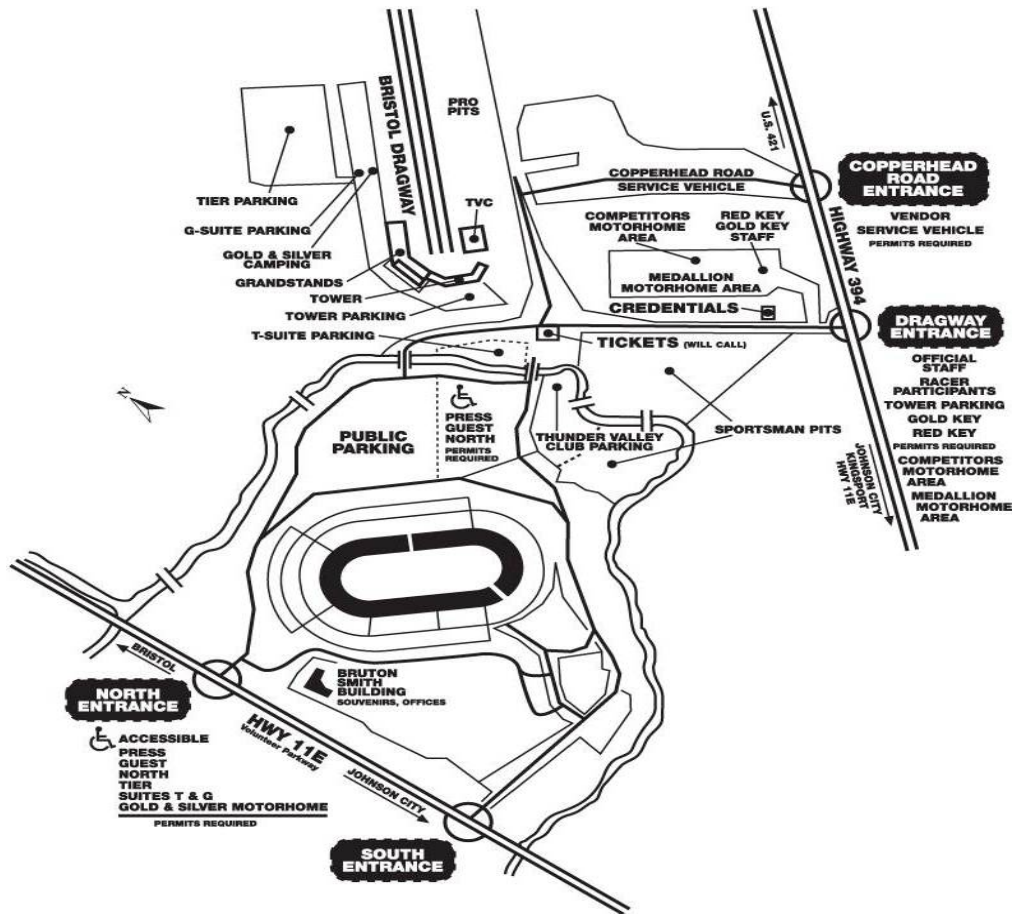 BRISTOL DRAGWAY
PRO
PITS
U.S. 421
TIER PARKING
G-SUITE PARKING
GOLD & SILVER
CAMPING
GRANDSTANDS
TOWER
TOWER PARKING
T-SUITE PARKING
TVC
COPPERHEAD ROAD
SERVICE VEHICLE
COPPERHEAD
ROAD
ENTRANCE
VENDOR
SERVICE VEHICLE
PERMITS REQUIRED
COMPETITORS
MOTORHOME
AREA
RED KEY
GOLD KEY
STAFF
MEDALLION
MOTORHOME AREA
CREDENTIALS
HIGHWAY 394
TICKETS (WILL CALL)
DRAGWAY
ENTRANCE
OFFICIAL
STAFF
RACER
PARTICIPANTS
TOWER PARKING
GOLD KEY
RED KEY
PERMITS REQUIRED
COMPETITORS
MOTORHOME
AREA
MEDALLION
MOTORHOME
AREA
N
PUBLIC
PARKING
PRESS
GUEST
NORTH
PERMITS
REQUIRED
THUNDER VALLEY
CLUB PARKING
SPORTSMAN PITS
JOHNSON CITY
KINGSPORT
HWY 11E
BRISTOL
NORTH
ENTRANCE
ACCESSIBLE
PRESS
GUEST
NORTH
TIER
SUITES T & G
GOLD & SILVER MOTORHOME
PERMITS REQUIRED
BRUTON
SMITH
BUILDING
SOUVENIRS, OFFICES
HWY 11E
Volunteer Parkway
JOHNSON CITY
SOUTH
ENTRANCE